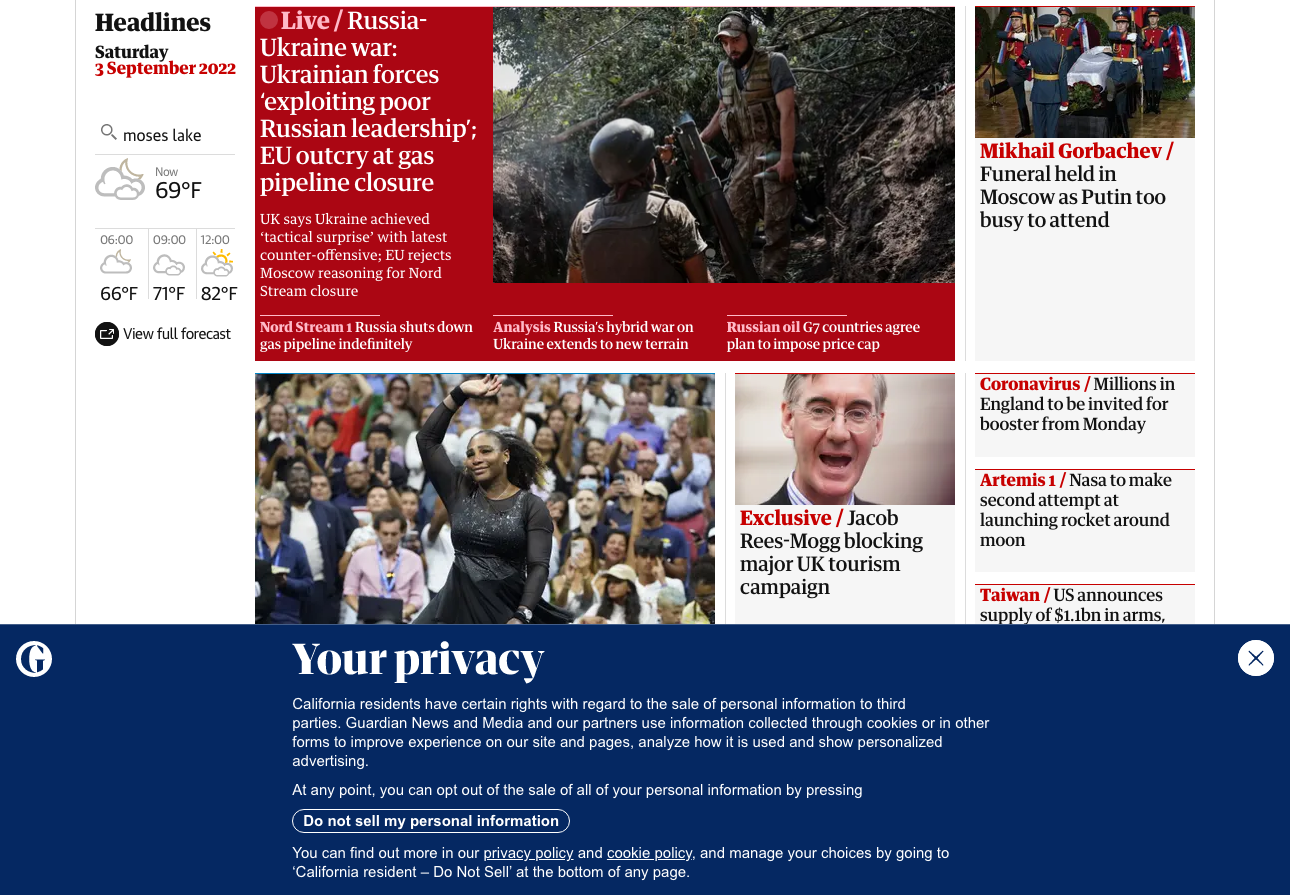 Headlines
Saturday
3 September 2022
moses lake
Now
69°F
06:00
09:00
12:00
66°F
71°F
82°F
View full forecast
Live / Russia-
Ukraine war:
Ukrainian forces
‘exploiting poor
Russian leadership’;
EU outcry at gas
pipeline closure
UK says Ukraine achieved
‘tactical surprise’ with latest
counter-offensive; EU rejects
Moscow reasoning for Nord
Stream closure
Nord Stream 1 Russia shuts down
gas pipeline indefinitely
Analysis Russia’s hybrid war on
Ukraine extends to new terrain
Russian oil G7 countries agree
plan to impose price cap
Mikhail Gorbachev /
Funeral held in
Moscow as Putin too
busy to attend
Exclusive / Jacob
Rees-Mogg blocking
major UK tourism
campaign
Coronavirus / Millions in
England to be invited for
booster from Monday
Artemis 1 / Nasa to make
second attempt at
launching rocket around
moon
Taiwan / US announces
supply of $1.1bn in arms,
G
Your privacy
California residents have certain rights with regard to the sale of personal information to third
parties. Guardian News and Media and our partners use information collected through cookies or in other
forms to improve experience on our site and pages, analyze how it is used and show personalized
advertising.
At any point, you can opt out of the sale of all of your personal information by pressing
Do not sell my personal information
You can find out more in our privacy policy and cookie policy, and manage your choices by going to
‘California resident – Do Not Sell’ at the bottom of any page.